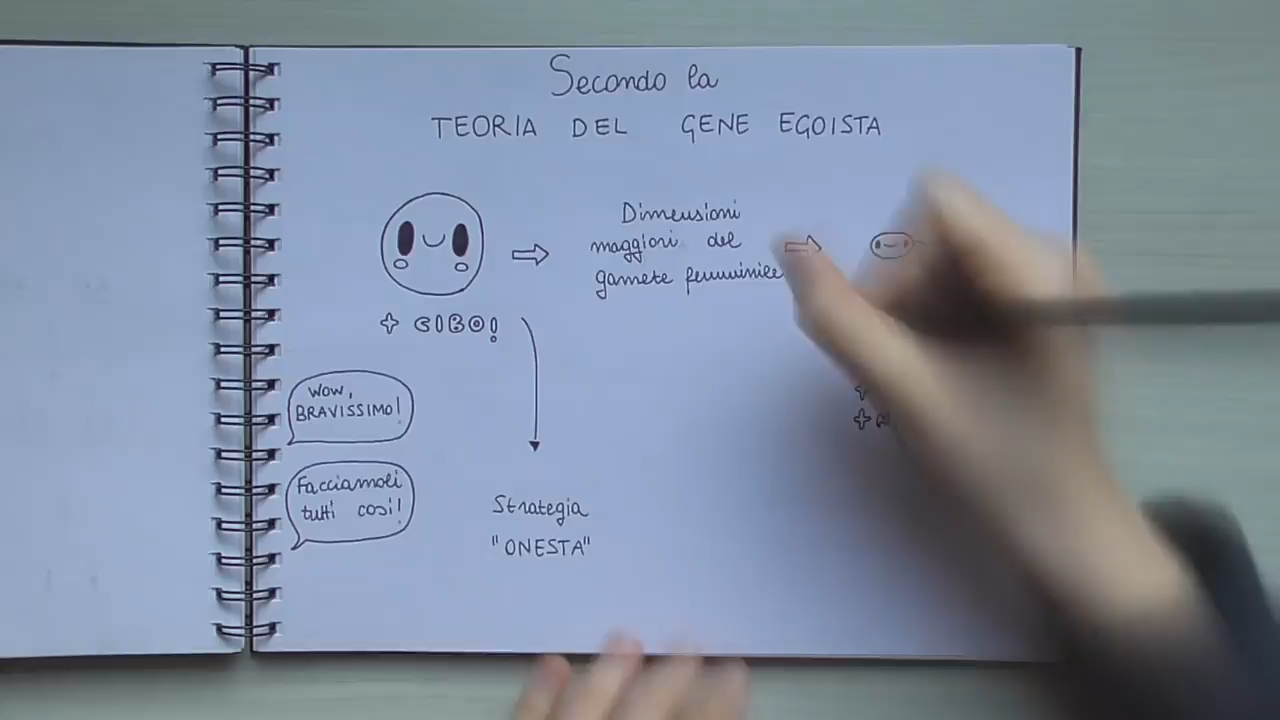 Secondo la
TEORIA DEL GENE EGOISTA
Dimensioni
maggiori del
gamete femminile
+ CIBO!
WOW,
BRAVISSIMO!
Facciamoli
tutti così!
Strategia
"ONESTA"